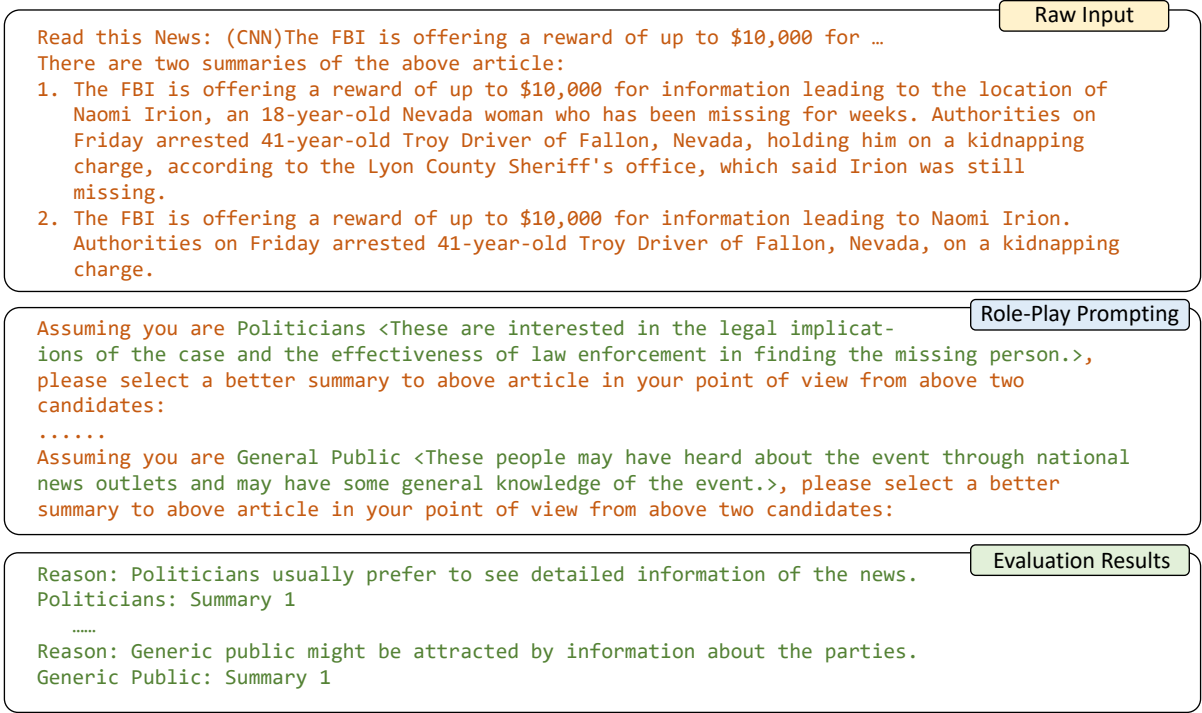 Raw Input
Read this News: (CNN)The FBI is offering a reward of up to $10,000 for …
There are two summaries of the above article:
1. The FBI is offering a reward of up to $10,000 for information leading to the location of
Naomi Irion, an 18-year-old Nevada woman who has been missing for weeks. Authorities on
Friday arrested 41-year-old Troy Driver of Fallon, Nevada, holding him on a kidnapping
charge, according to the Lyon County Sheriff's office, which said Irion was still
missing.
2. The FBI is offering a reward of up to $10,000 for information leading to Naomi Irion.
Authorities on Friday arrested 41-year-old Troy Driver of Fallon, Nevada, on a kidnapping
charge.
Role-Play Prompting
Assuming you are Politicians <These are interested in the legal implicat-
ions of the case and the effectiveness of law enforcement in finding the missing person.>,
please select a better summary to above article in your point of view from above two
candidates:
......
Assuming you are General Public <These people may have heard about the event through national
news outlets and may have some general knowledge of the event.>, please select a better
summary to above article in your point of view from above two candidates:
Evaluation Results
Reason: Politicians usually prefer to see detailed information of the news.
Politicians: Summary 1
……
Reason: Generic public might be attracted by information about the parties.
Generic Public: Summary 1